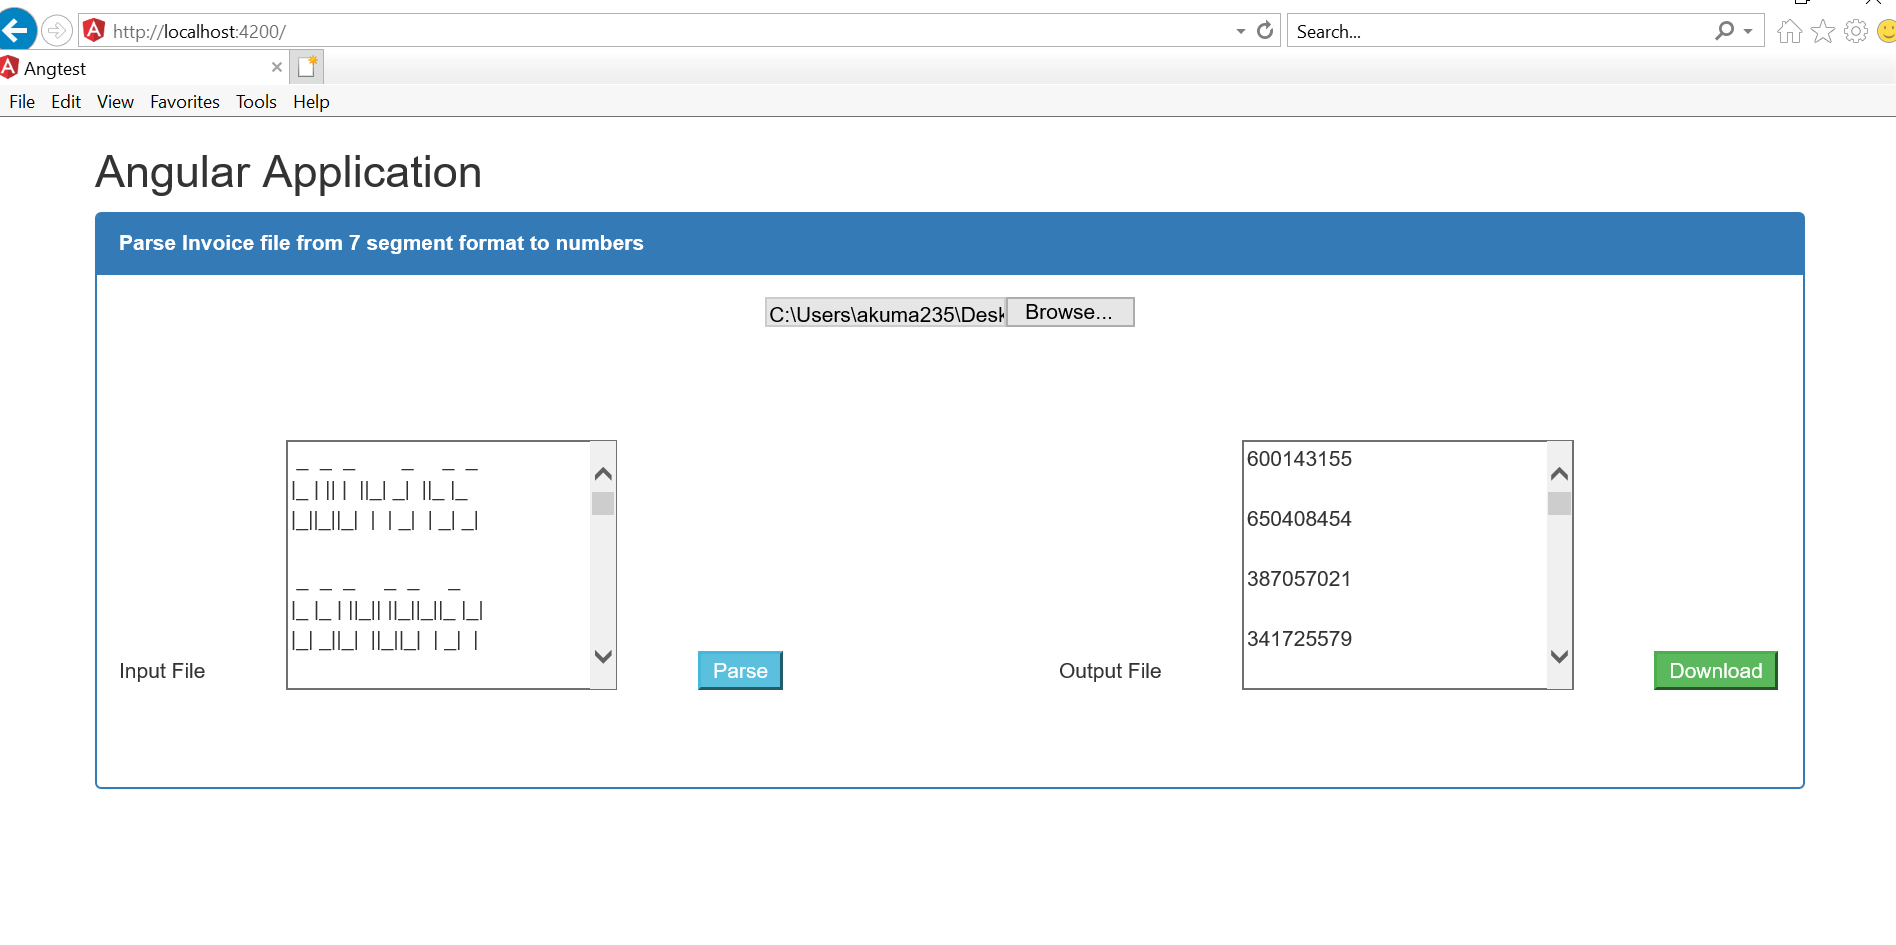 http://localhost:4200/
Search...
Angtest
File Edit View Favorites Tools Help
Angular Application
Parse Invoice file from 7 segment format to numbers
C:\Users\akuma235\Desk
Browse...
 _  _  _        _     _  _
|_ | || |  ||_| _|  ||_ |_
|_||_||_|  |  | _|  | _| _|
 _  _  _     _  _     _
|_ |_ | ||_|| ||_||_||_ |_|
|_| _||_|  ||_||_|  | _|  |
Input File
Parse
Output File
600143155
650408454
387057021
341725579
Download